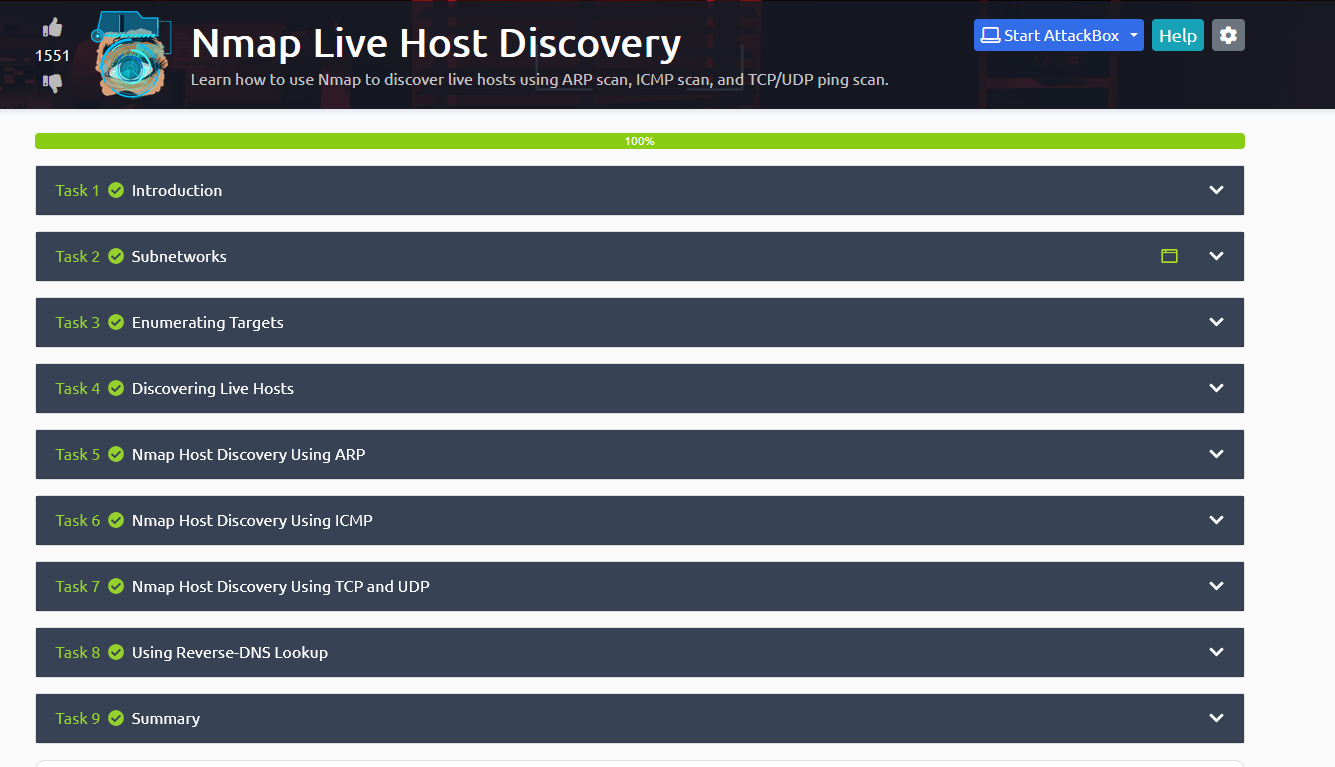 1551
Nmap Live Host Discovery
Learn how to use Nmap to discover live hosts using ARP scan, ICMP scan, and TCP/UDP ping scan.
Start AttackBox
Help
100%
Task 1 Introduction
Task 2 Subnetworks
Task 3 Enumerating Targets
Task 4 Discovering Live Hosts
Task 5 Nmap Host Discovery Using ARP
Task 6 Nmap Host Discovery Using ICMP
Task 7 Nmap Host Discovery Using TCP and UDP
Task 8 Using Reverse-DNS Lookup
Task 9 Summary